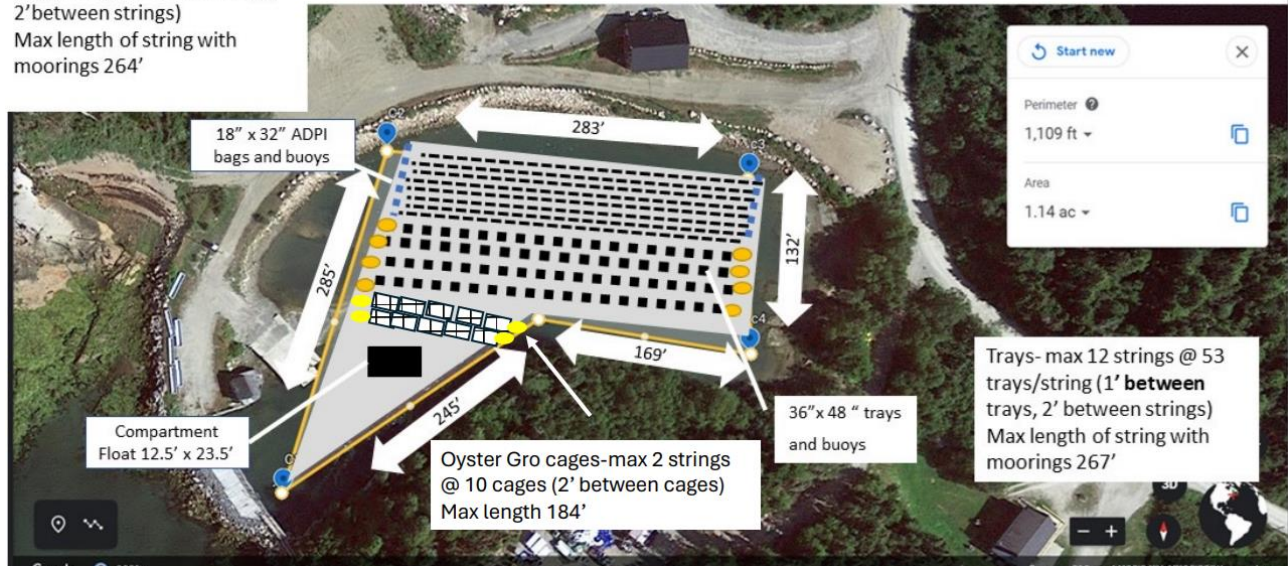 2'between strings)
Max length of string with
moorings 264'
Start new
Perimeter
1,109 ft
Area
1.14 ac
C2
283'
c3
18" x 32" ADPI
bags and buoys
285'
132'
c4
169'
245'
Compartment
Float 12.5' x 23.5'
Oyster Gro cages-max 2 strings
@ 10 cages (2' between cages)
Max length 184'
36"x 48 " trays
and buoys
Trays- max 12 strings @ 53
trays/string (1' between
trays, 2' between strings)
Max length of string with
moorings 267'
3D